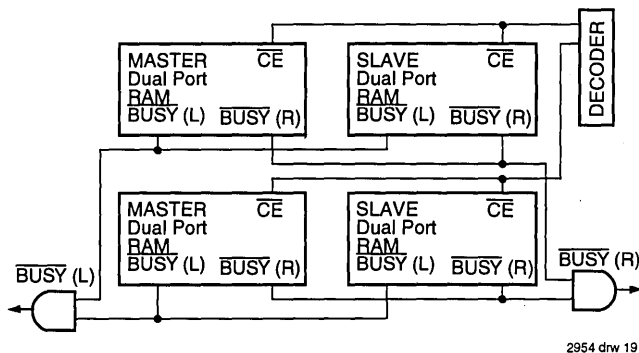 MASTER
Dual Port
RAM
BUSY (L)
CE
BUSY (R)
SLAVE
Dual Port
RAM
BUSY (L)
CE
BUSY (R)
DECODER
MASTER
Dual Port
RAM
BUSY (L)
CE
BUSY (R)
SLAVE
Dual Port
RAM
BUSY (L)
CE
BUSY (R)
BUSY (L)
BUSY (R)
2954 drw 19